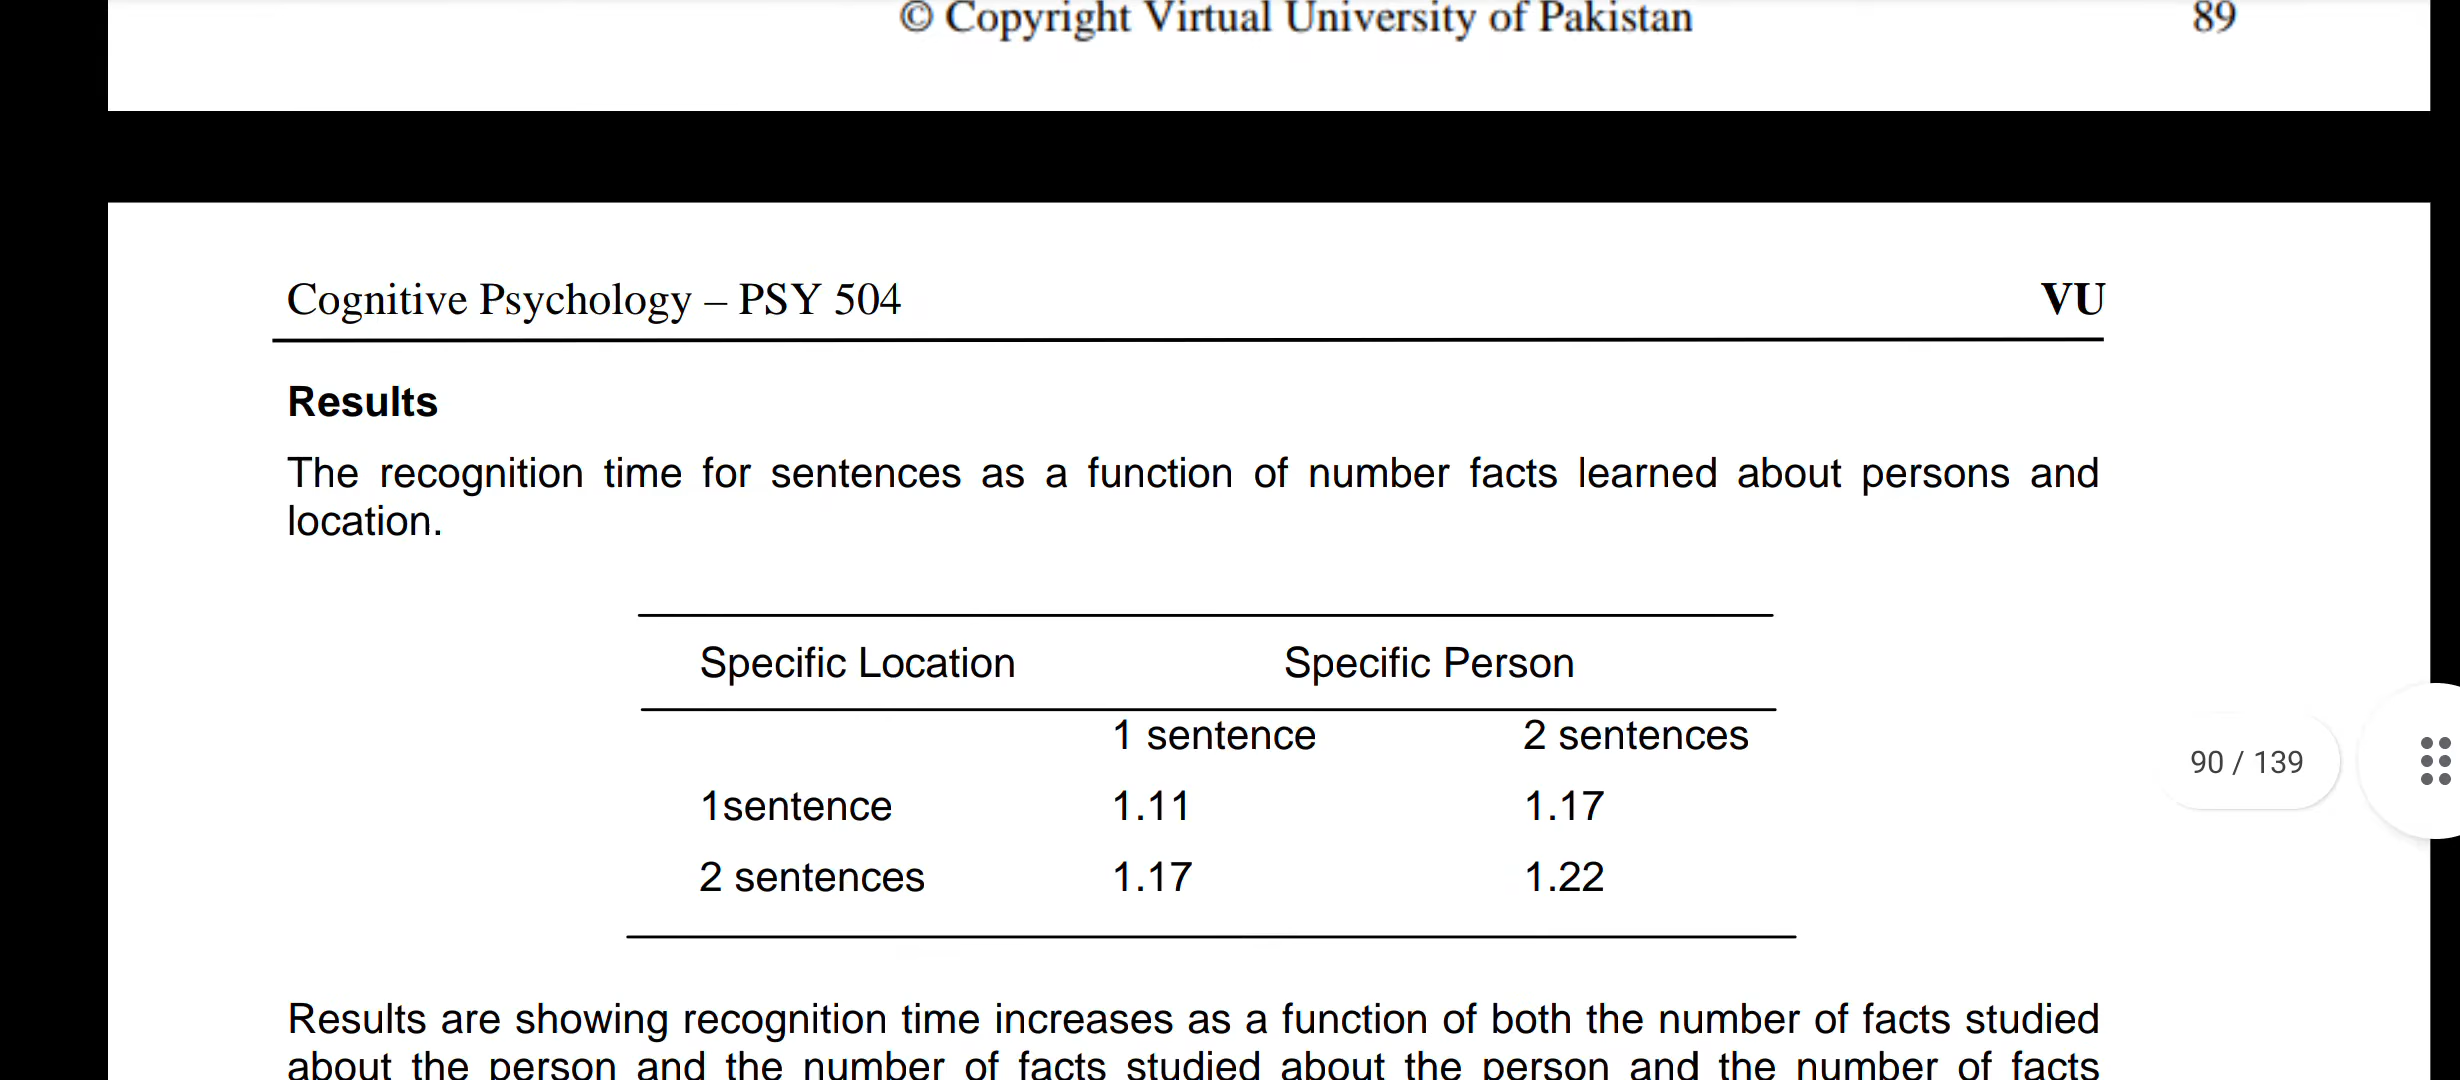 © Copyright Virtual University of Pakistan 89
Cognitive Psychology – PSY 504 VU
Results
The recognition time for sentences as a function of number facts learned about persons and
location.
Specific Location Specific Person
1 sentence 2 sentences
1sentence 1.11 1.17
2 sentences 1.17 1.22
90 / 139
Results are showing recognition time increases as a function of both the number of facts studied
about the person and the number of facts studied about the person and the number of facts